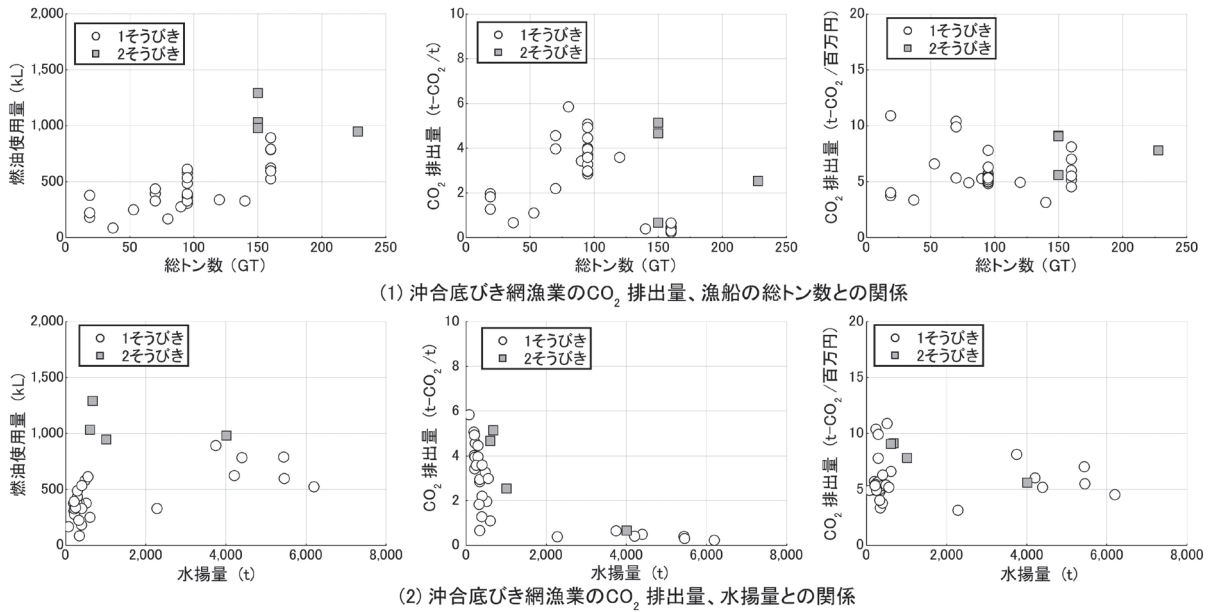 燃油使用量 (kL)
2,000
1,500
1,000
500
0
1そうびき
2そうびき
0 50 100 150 200 250
総トン数 (GT)
CO₂ 排出量 (t-CO₂/t)
10
8
6
4
2
0
1そうびき
2そうびき
0 50 100 150 200 250
総トン数 (GT)
CO₂ 排出量 (t-CO₂/百万円)
20
15
10
5
0
1そうびき
2そうびき
0 50 100 150 200 250
総トン数 (GT)
(1) 沖合底びき網漁業のCO₂ 排出量、漁船の総トン数との関係
燃油使用量 (kL)
2,000
1,500
1,000
500
0
1そうびき
2そうびき
0 2,000 4,000 6,000 8,000
水揚量 (t)
CO₂ 排出量 (t-CO₂/t)
10
8
6
4
2
0
1そうびき
2そうびき
0 2,000 4,000 6,000 8,000
水揚量 (t)
CO₂ 排出量 (t-CO₂/百万円)
20
15
10
5
0
1そうびき
2そうびき
0 2,000 4,000 6,000 8,000
水揚量 (t)
(2) 沖合底びき網漁業のCO₂ 排出量、水揚量との関係